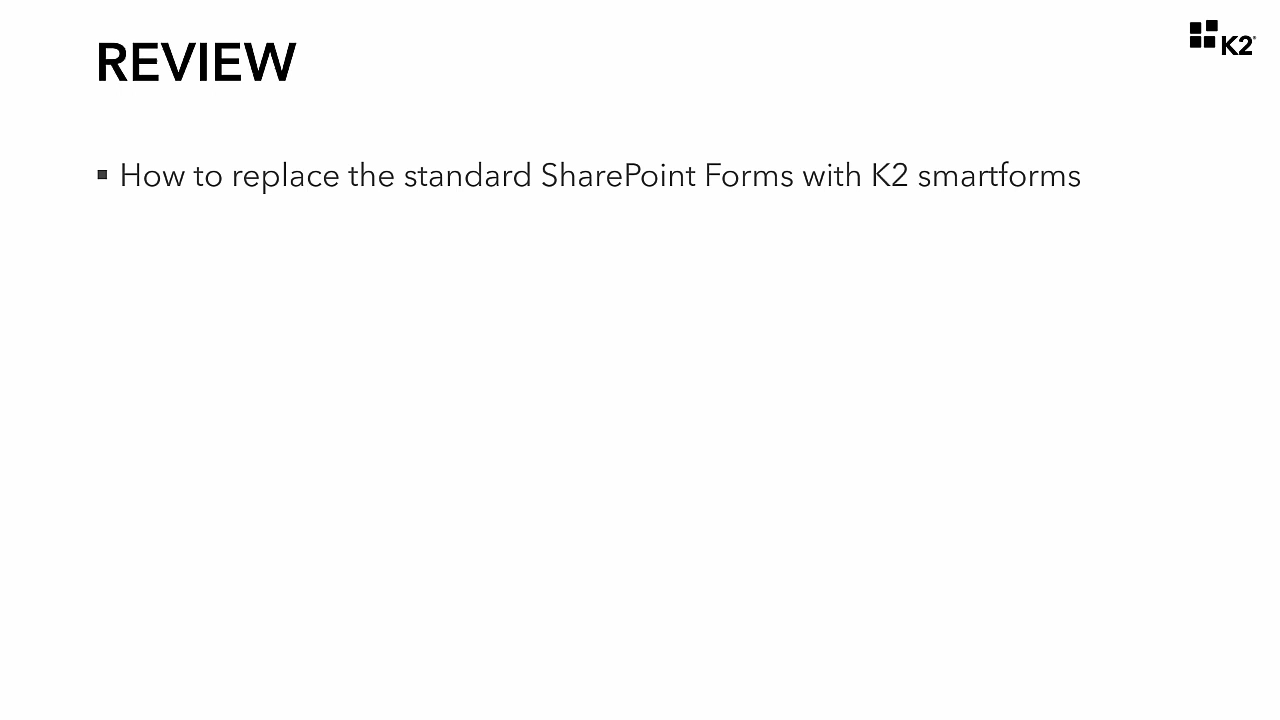 REVIEW
K2
▪ How to replace the standard SharePoint Forms with K2 smartforms